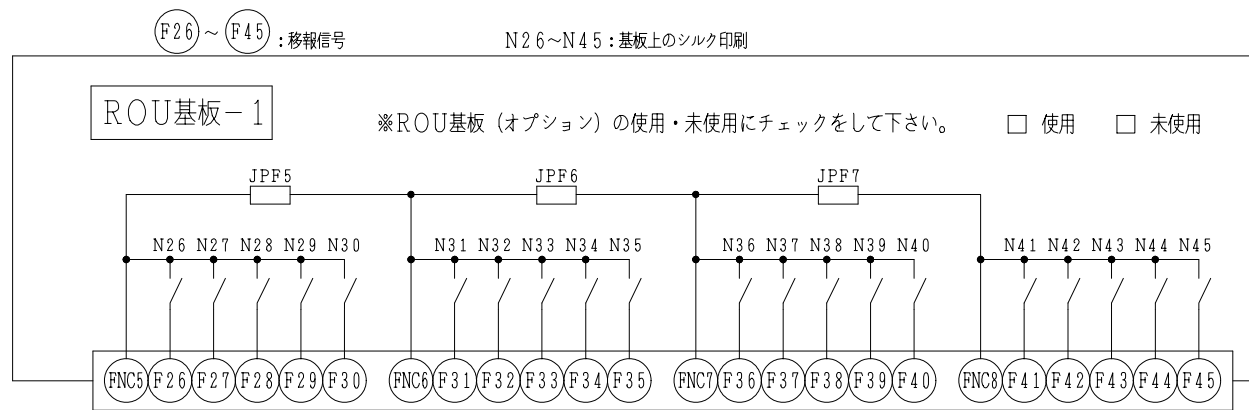 F26～F45：移報信号 N26~N45：基板上のシルク印刷
ROU基板－1
※ROU基板（オプション）の使用・未使用にチェックをして下さい。 □ 使用 □ 未使用
JPF5 JPF6 JPF7
N26 N27 N28 N29 N30 N31 N32 N33 N34 N35 N36 N37 N38 N39 N40 N41 N42 N43 N44 N45
FNC5 F26 F27 F28 F29 F30 FNC6 F31 F32 F33 F34 F35 FNC7 F36 F37 F38 F39 F40 FNC8 F41 F42 F43 F44 F45